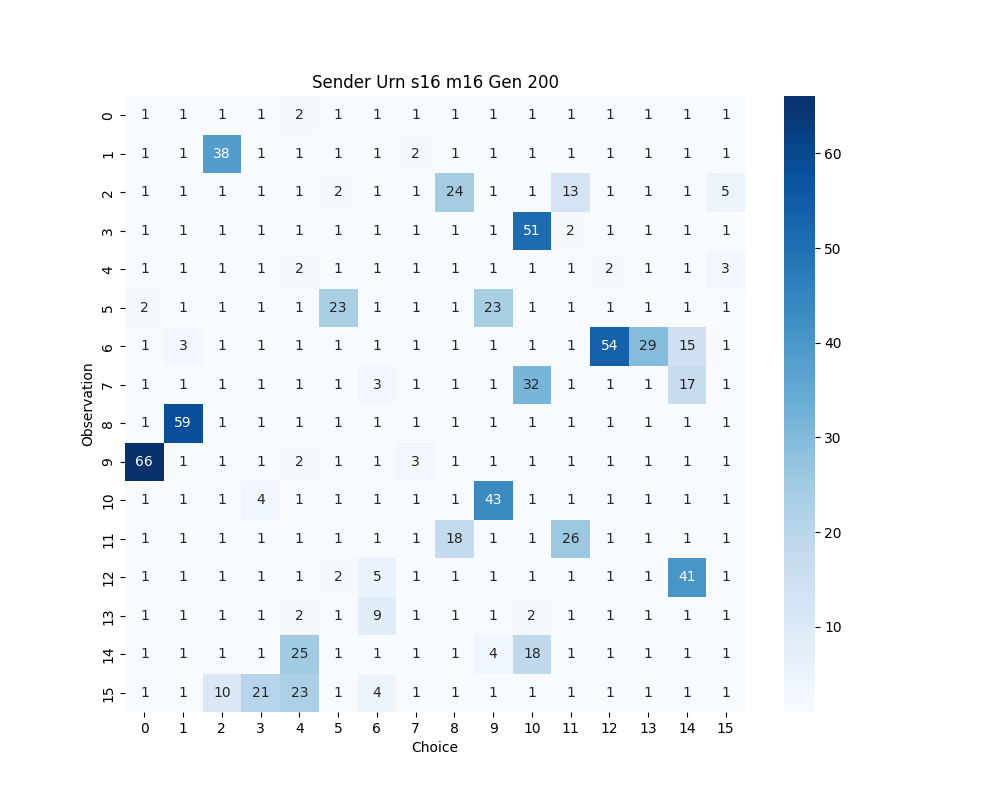 Sender Urn s16 m16 Gen 200
0 1 1 1 1 2 1 1 1 1 1 1 1 1 1 1 1
1 1 1 38 1 1 1 1 2 1 1 1 1 1 1 1 1
2 1 1 1 1 1 2 1 1 24 1 1 13 1 1 1 5
3 1 1 1 1 1 1 1 1 1 1 51 2 1 1 1 1
4 1 1 1 1 2 1 1 1 1 1 1 1 2 1 1 3
5 2 1 1 1 1 23 1 1 1 23 1 1 1 1 1 1
6 1 3 1 1 1 1 1 1 1 1 1 1 54 29 15 1
7 1 1 1 1 1 1 3 1 1 1 32 1 1 1 17 1
8 1 59 1 1 1 1 1 1 1 1 1 1 1 1 1 1
9 66 1 1 1 2 1 1 3 1 1 1 1 1 1 1 1
10 1 1 1 4 1 1 1 1 1 43 1 1 1 1 1 1
11 1 1 1 1 1 1 1 1 18 1 1 26 1 1 1 1
12 1 1 1 1 1 2 5 1 1 1 1 1 1 1 41 1
13 1 1 1 1 2 1 9 1 1 1 2 1 1 1 1 1
14 1 1 1 1 25 1 1 1 1 4 18 1 1 1 1 1
15 1 1 10 21 23 1 4 1 1 1 1 1 1 1 1 1
0 1 2 3 4 5 6 7 8 9 10 11 12 13 14 15
Choice
Observation
60
50
40
30
20
10